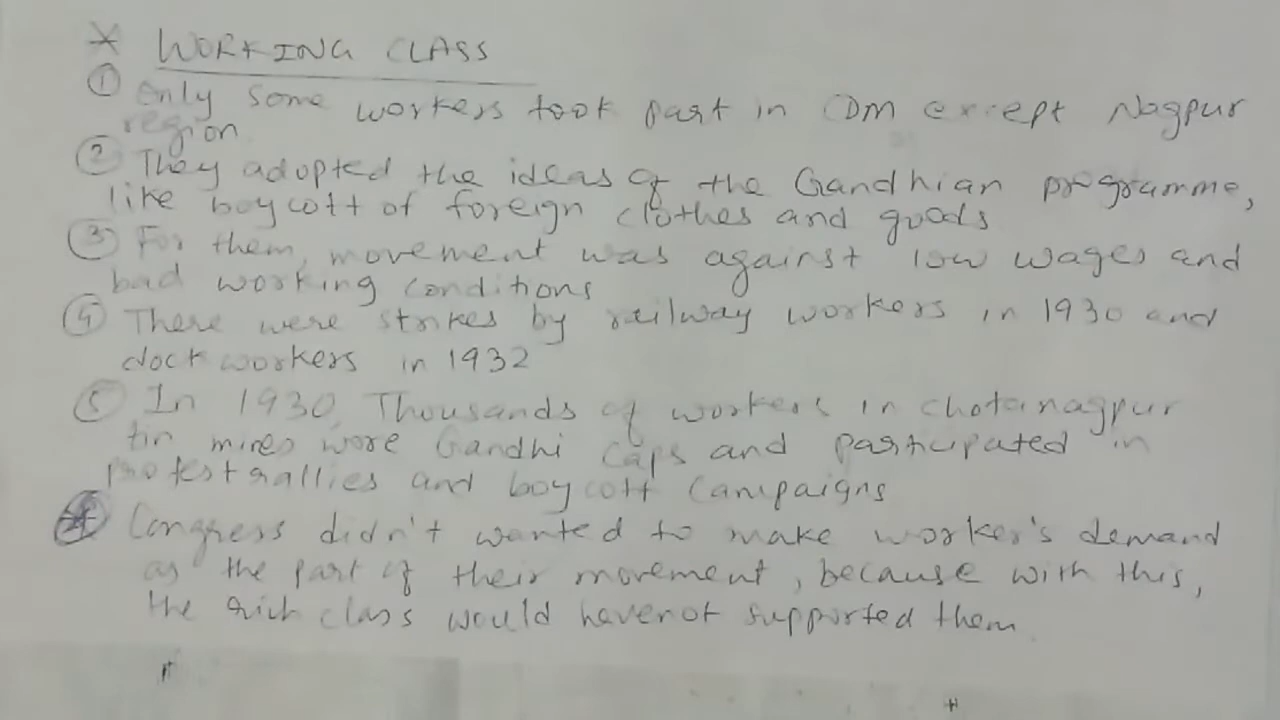 * WORKING CLASS
① Only some workers took part in CDM except Nagpur
region
② They adopted the ideas of the Gandhian programme,
like boycott of foreign clothes and goods
③ For them, movement was against low wages and
bad working conditions
④ There were strikes by railway workers in 1930 and
dock workers in 1932
⑤ In 1930, Thousands of workers in chotanagpur
tin mines wore Gandhi caps and participated in
protest rallies and boycott campaigns
Congress didn't wanted to make worker's demand
as the part of their movement, because with this,
the rich class would have not supported them